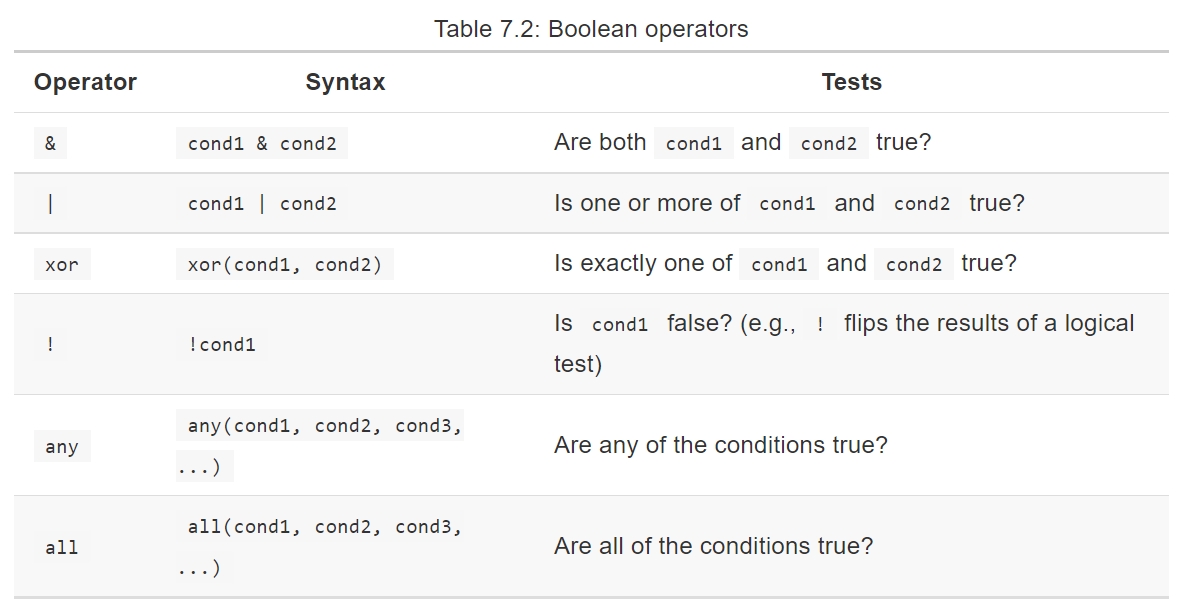 Table 7.2: Boolean operators
Operator Syntax Tests
& cond1 & cond2 Are both cond1 and cond2 true?
| cond1 | cond2 Is one or more of cond1 and cond2 true?
xor xor(cond1, cond2) Is exactly one of cond1 and cond2 true?
! !cond1 Is cond1 false? (e.g., ! flips the results of a logical
test)
any any(cond1, cond2, cond3,
...) Are any of the conditions true?
all all(cond1, cond2, cond3,
...) Are all of the conditions true?